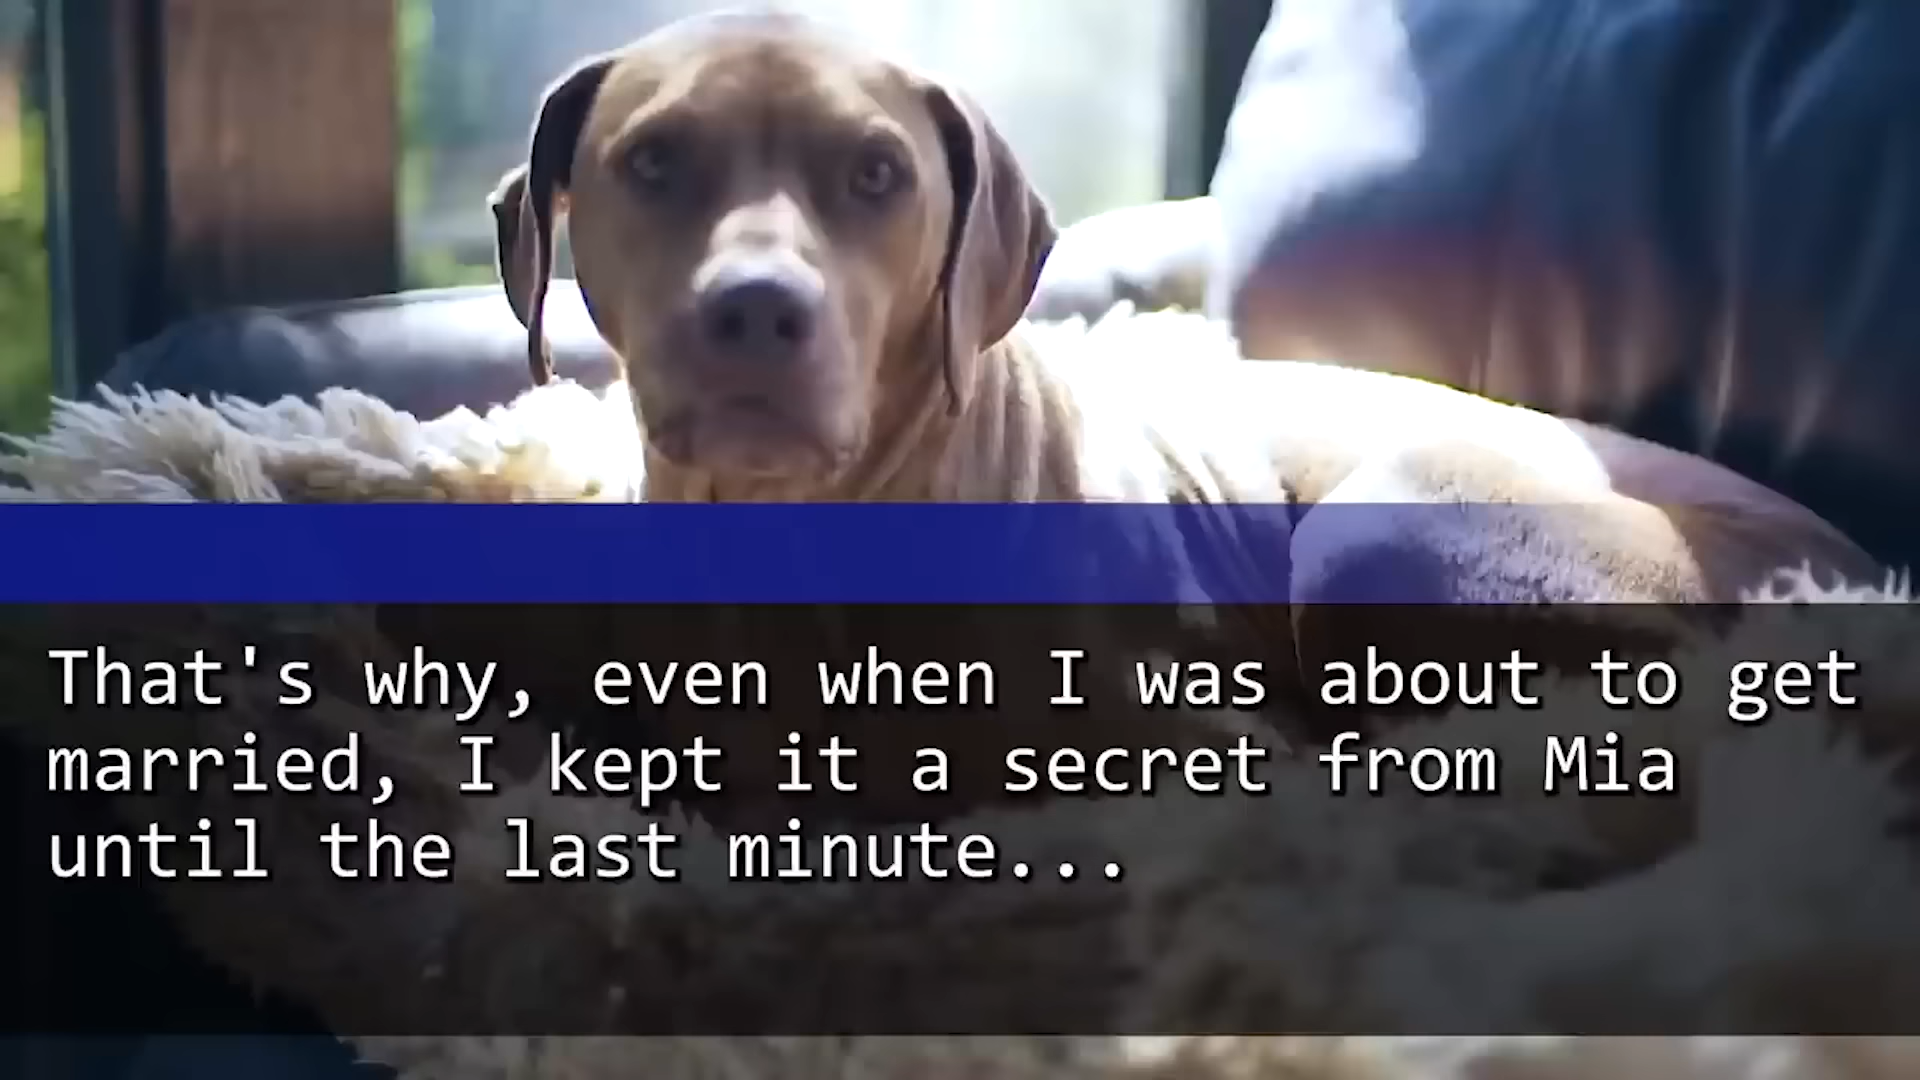 That's why, even when I was about to get
married, I kept it a secret from Mia
until the last minute...